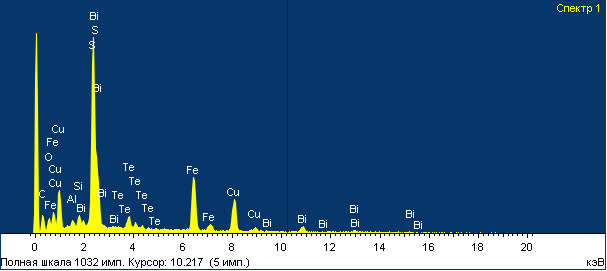 Спектр 1
Bi
S
S
Bi
Cu
Fe
O
Cu
Cu
C
Fe
Al
Si
Bi
Bi
Bi
Te
Te
Te
Te
Te
Te
Te
Fe
Fe
Cu
Cu
Bi
Bi
Bi
Bi
Bi
Bi
Bi
0 2 4 6 8 10 12 14 16 18 20
Полная шкала 1032 имп. Курсор: 10.217 (5 имп.) кэВ